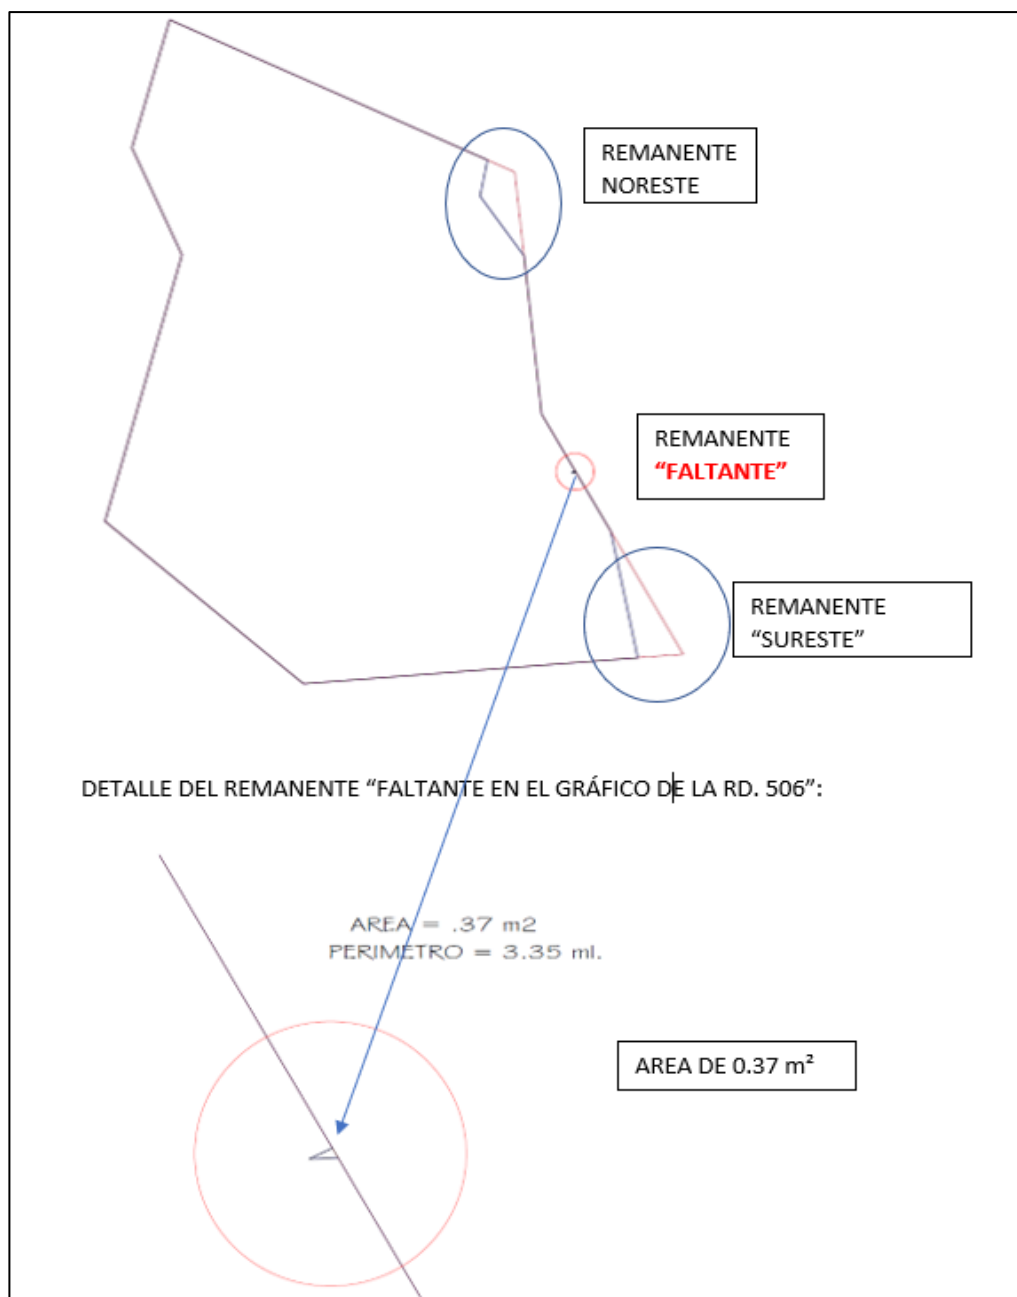 REMANENTE
NORESTE
REMANENTE
“FALTANTE”
REMANENTE
“SURESTE”
DETALLE DEL REMANENTE “FALTANTE EN EL GRÁFICO DE LA RD. 506”:
AREA = .37 m2
PERIMETRO = 3.35 ml.
AREA DE 0.37 m²